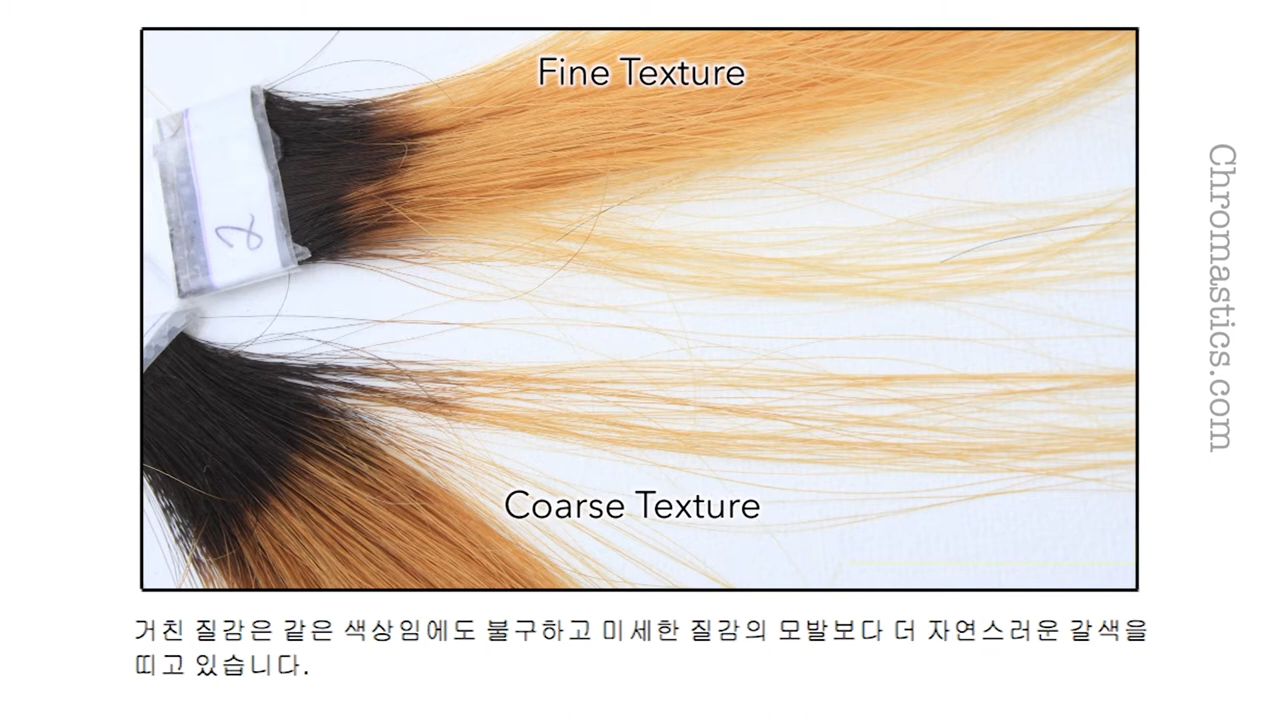 Fine Texture
2
Coarse Texture
거친 질감은 같은 색상임에도 불구하고 미세한 질감의 모발보다 더 자연스러운 갈색을
띠고 있습니다.
Chromastics.com